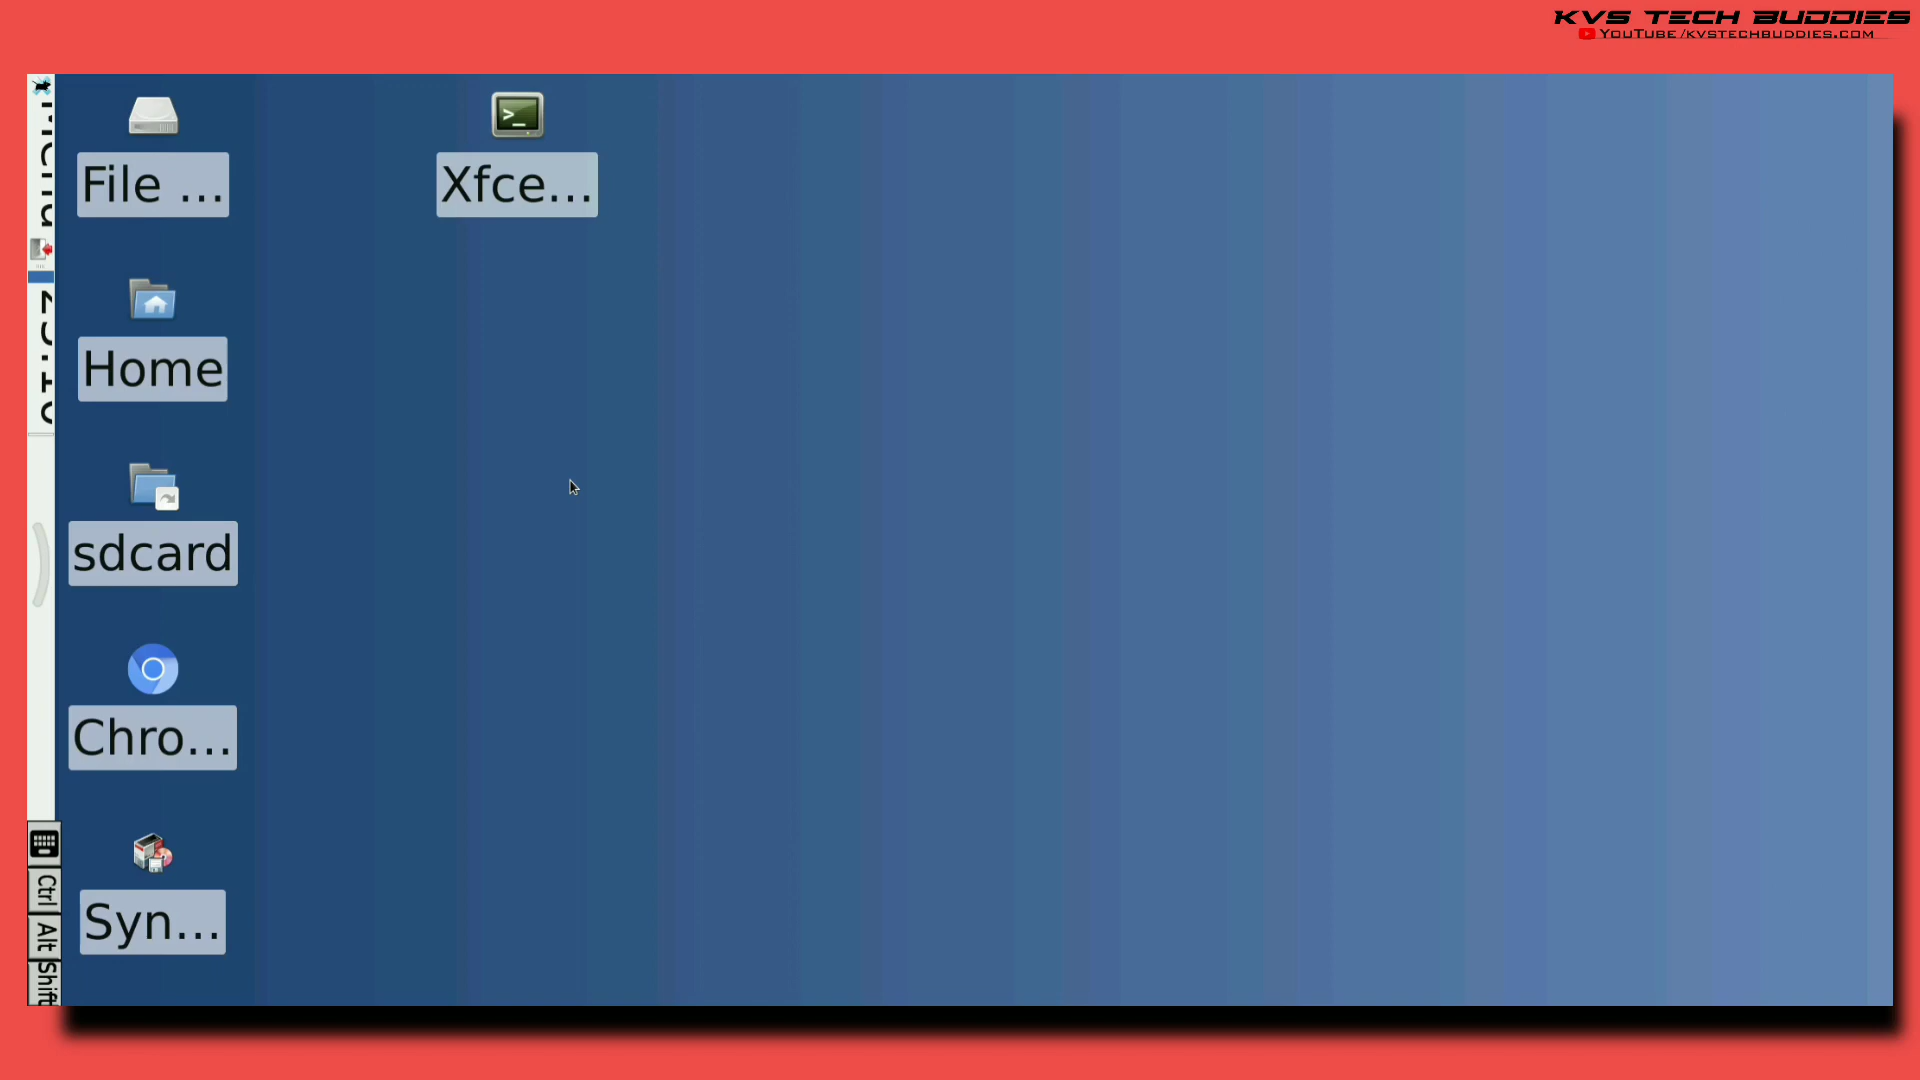 KVS TECH BUDDIES
YouTube/kvstechbuddies.com
File ...
Xfce...
Home
sdcard
Chro...
Syn...
Ctrl
Alt
Shift
>_